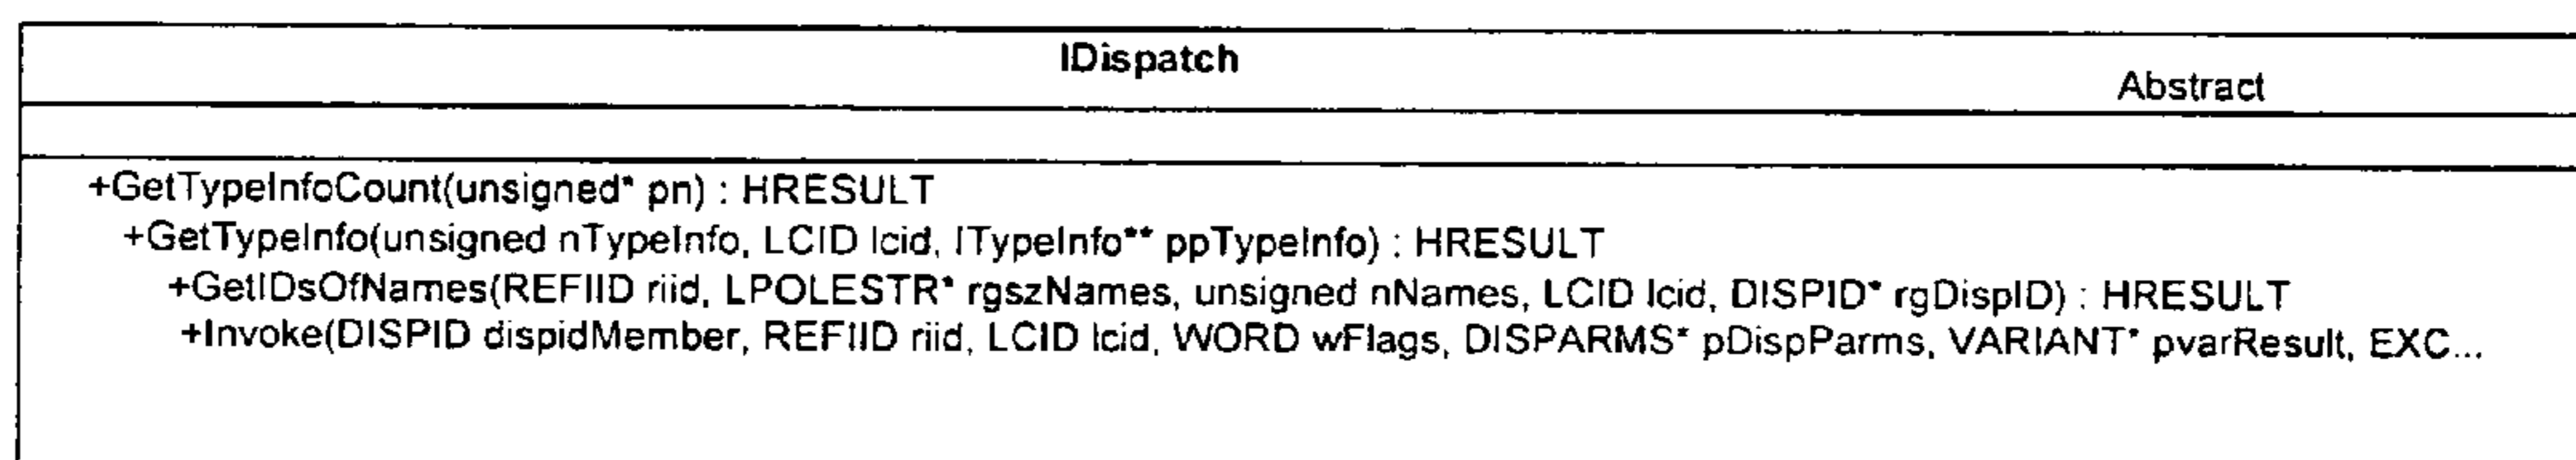 IDispatch
Abstract
+GetTypeInfoCount(unsigned* pn) : HRESULT
+GetTypeInfo(unsigned nTypeInfo, LCID lcid, ITypeInfo** ppTypeInfo) : HRESULT
+GetIDsOfNames(REFIID riid, LPOLESTR* rgszNames, unsigned nNames, LCID lcid, DISPID* rgDispID) : HRESULT
+Invoke(DISPID dispidMember, REFIID riid, LCID lcid, WORD wFlags, DISPARMS* pDispParms, VARIANT* pvarResult, EXC...